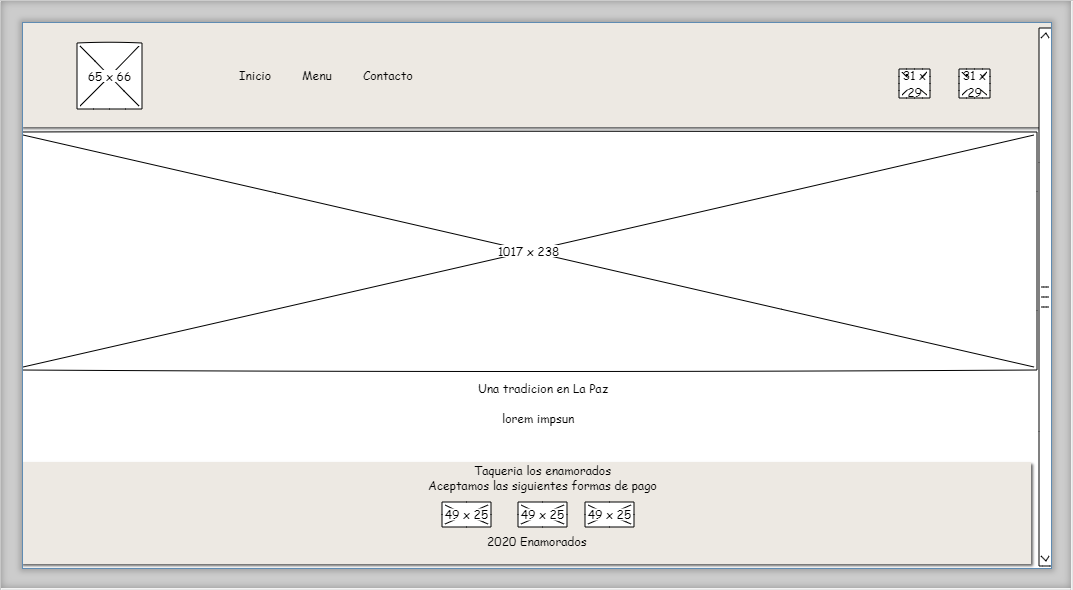 65 x 66
Inicio Menu Contacto
31 x 29
31 x 29
1017 x 238
Una tradicion en La Paz
lorem impsun
Taqueria los enamorados
Aceptamos las siguientes formas de pago
49 x 25 49 x 25 49 x 25
2020 Enamorados